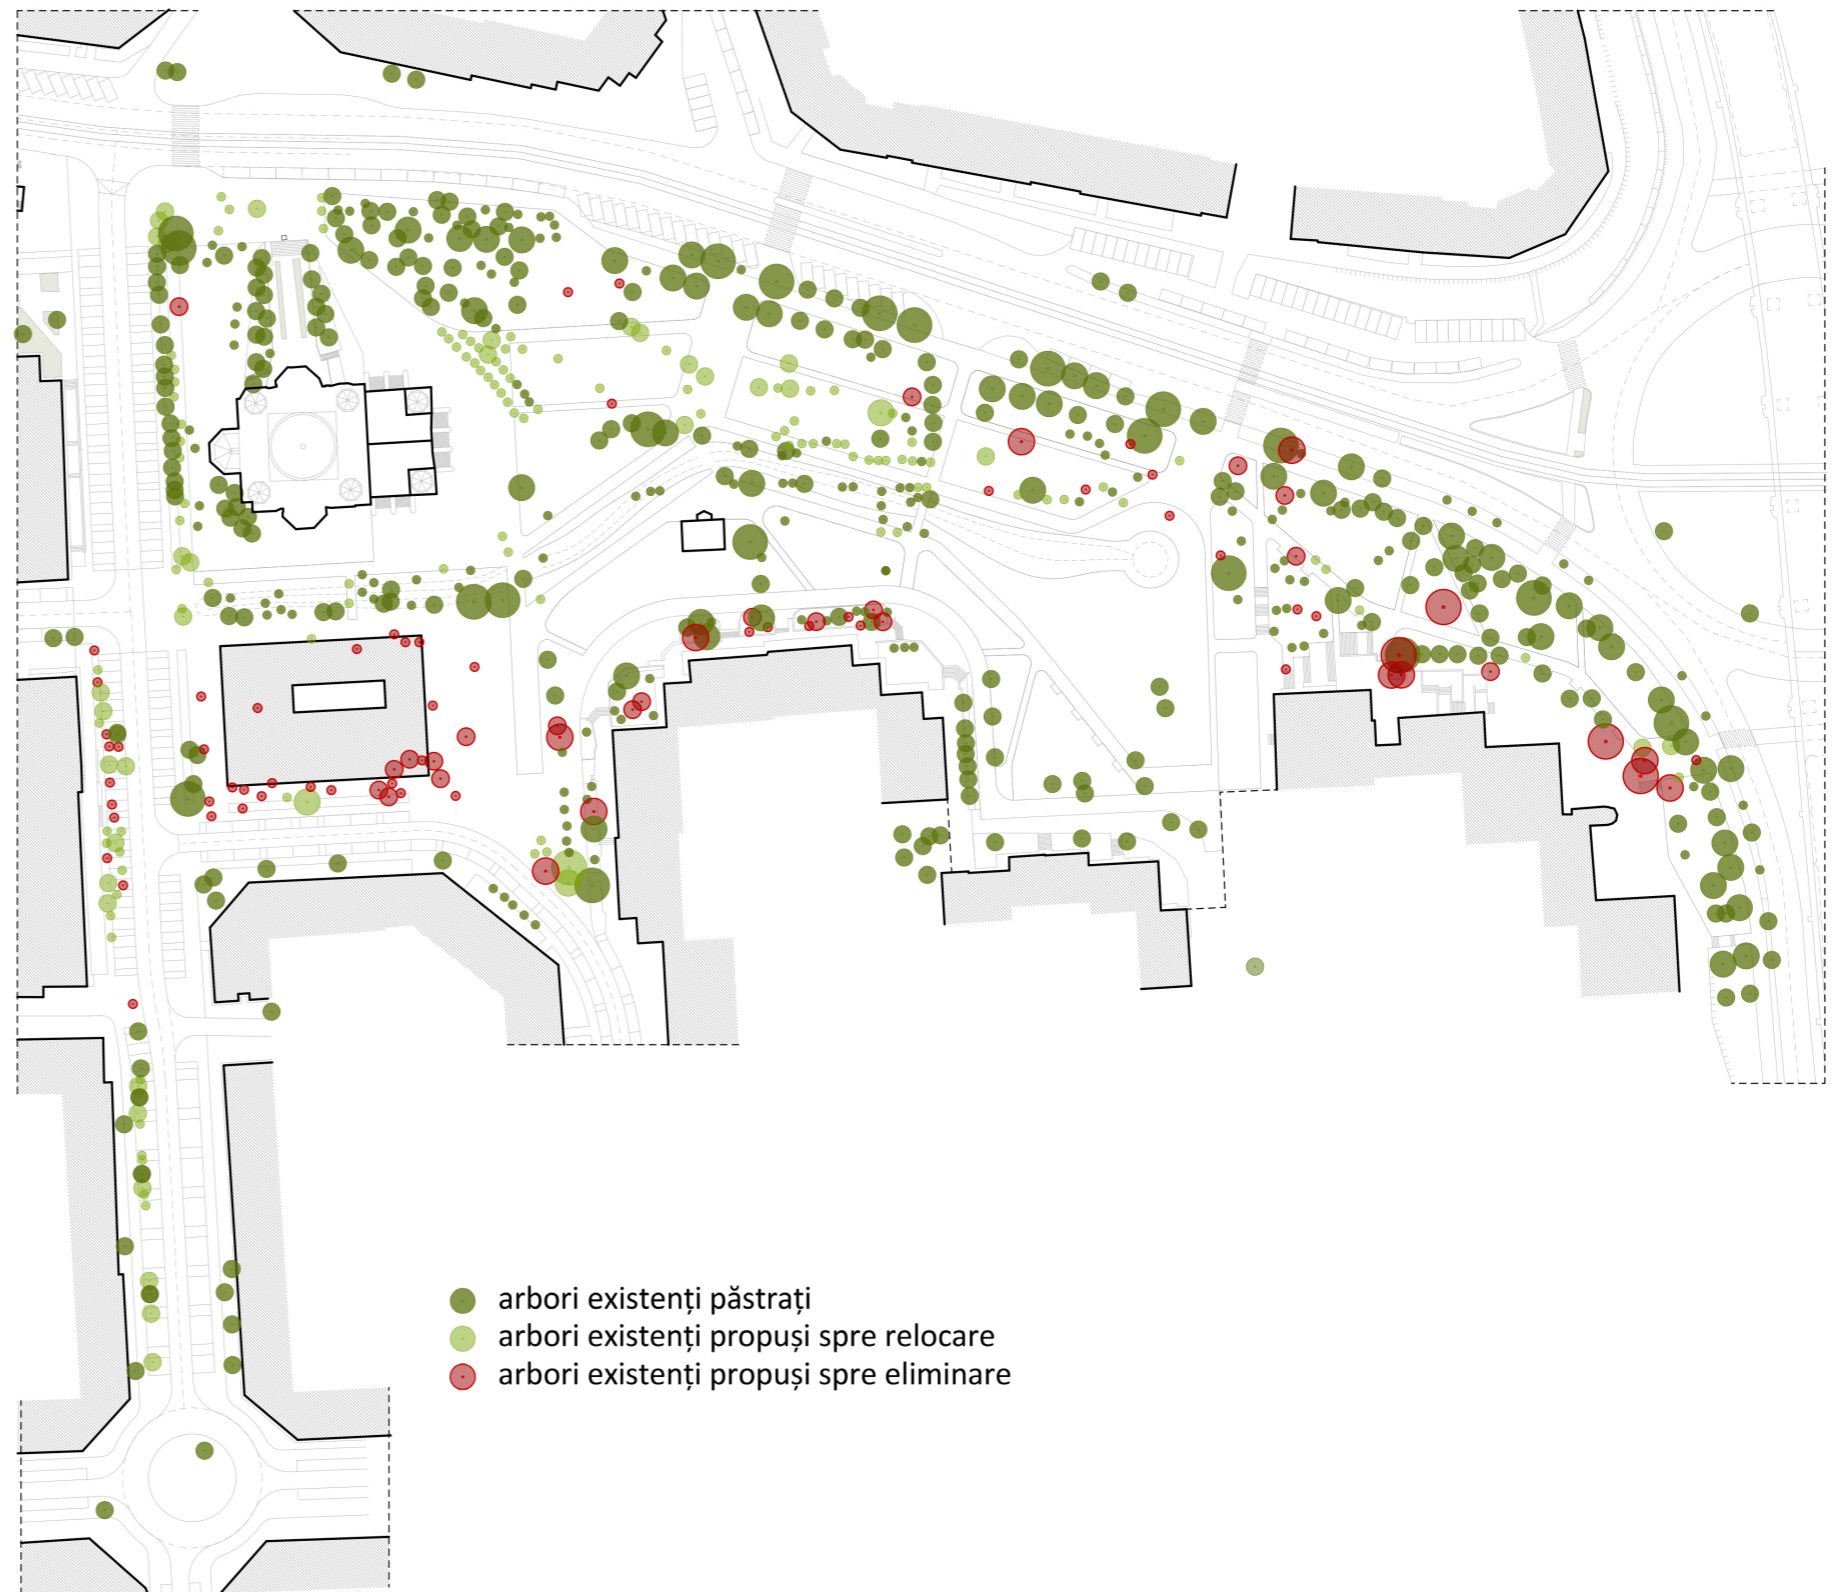 arbori existenți păstrați
arbori existenți propuși spre relocare
arbori existenți propuși spre eliminare